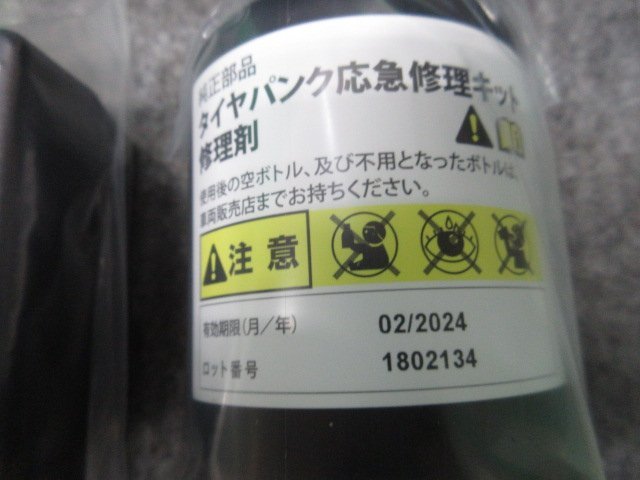 純正部品
タイヤパンク応急修理キット
修理剤
使用後の空ボトル、及び不用となったボトルは、
車両販売店までお持ちください。
注意
有効期限(月/年) 02/2024
ロット番号 1802134